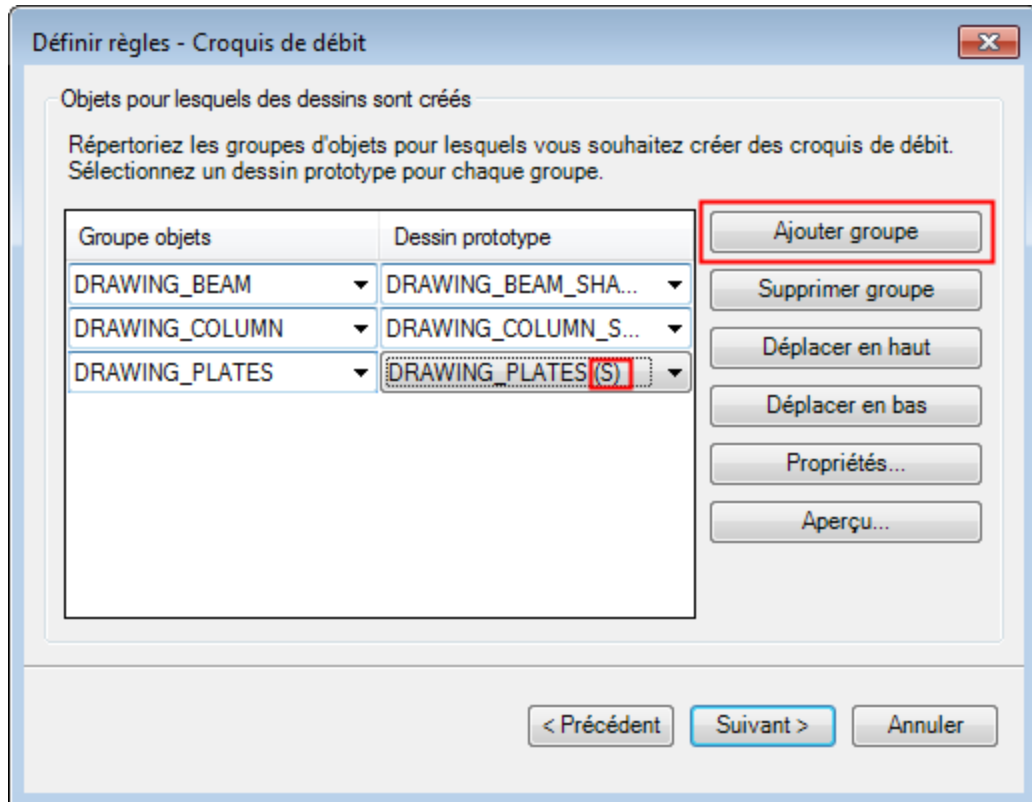 Définir règles - Croquis de débit
Objets pour lesquels des dessins sont créés
Répertoriez les groupes d'objets pour lesquels vous souhaitez créer des croquis de débit.
Sélectionnez un dessin prototype pour chaque groupe.
Groupe objets Dessin prototype
DRAWING_BEAM DRAWING_BEAM_SHA...
DRAWING_COLUMN DRAWING_COLUMN_S...
DRAWING_PLATES DRAWING_PLATES (S)
Ajouter groupe
Supprimer groupe
Déplacer en haut
Déplacer en bas
Propriétés...
Aperçu...
< Précédent Suivant > Annuler